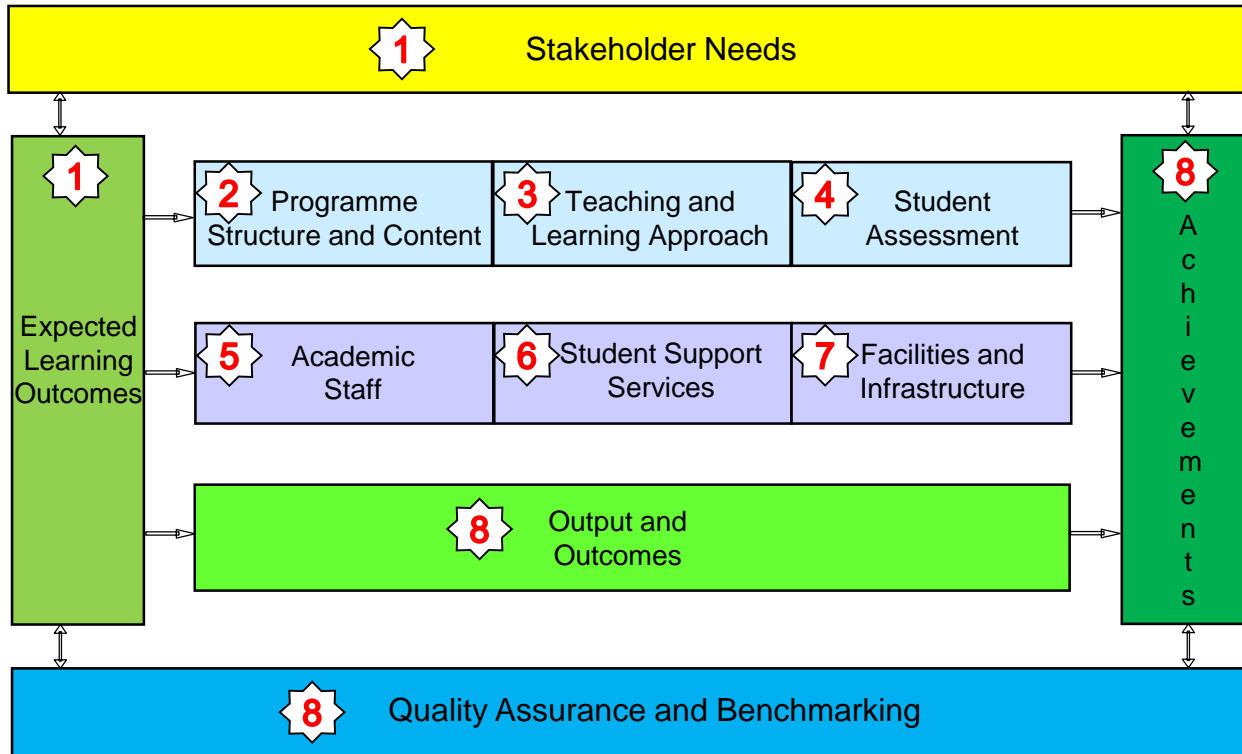 1 Stakeholder Needs
1
Expected
Learning
Outcomes
2 Programme
Structure and Content
3 Teaching and
Learning Approach
4 Student
Assessment
5 Academic
Staff
6 Student Support
Services
7 Facilities and
Infrastructure
8 Output and
Outcomes
8
A
c
h
i
e
v
e
m
e
n
t
s
8 Quality Assurance and Benchmarking